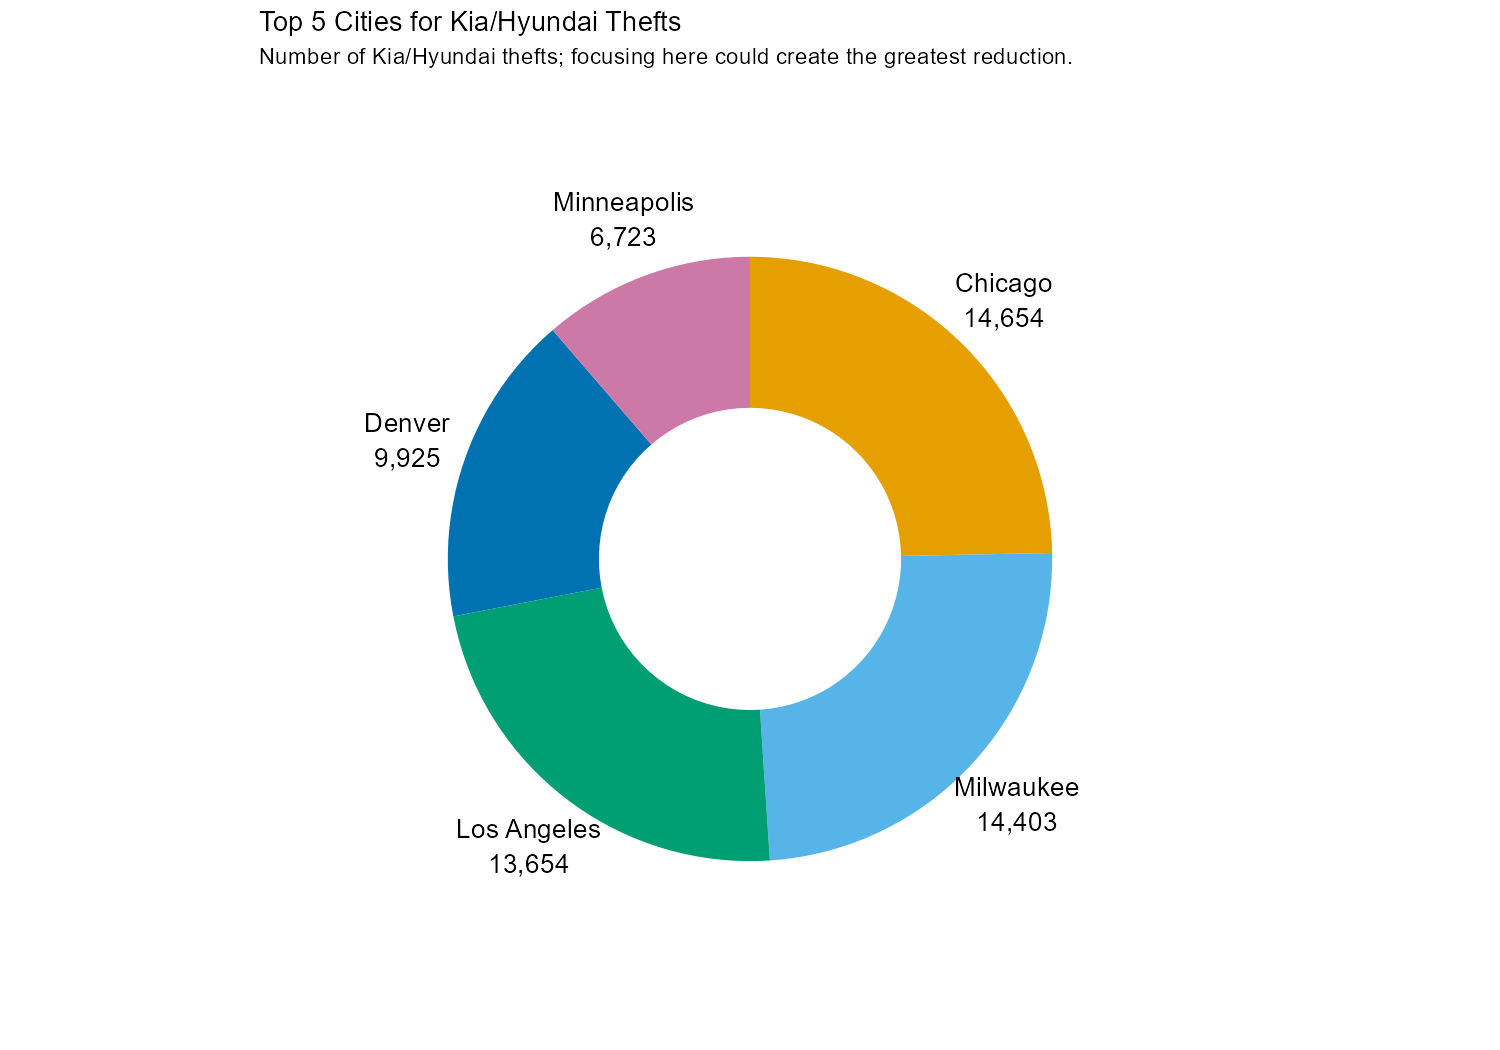 Top 5 Cities for Kia/Hyundai Thefts
Number of Kia/Hyundai thefts; focusing here could create the greatest reduction.
Minneapolis
6,723
Chicago
14,654
Denver
9,925
Milwaukee
14,403
Los Angeles
13,654